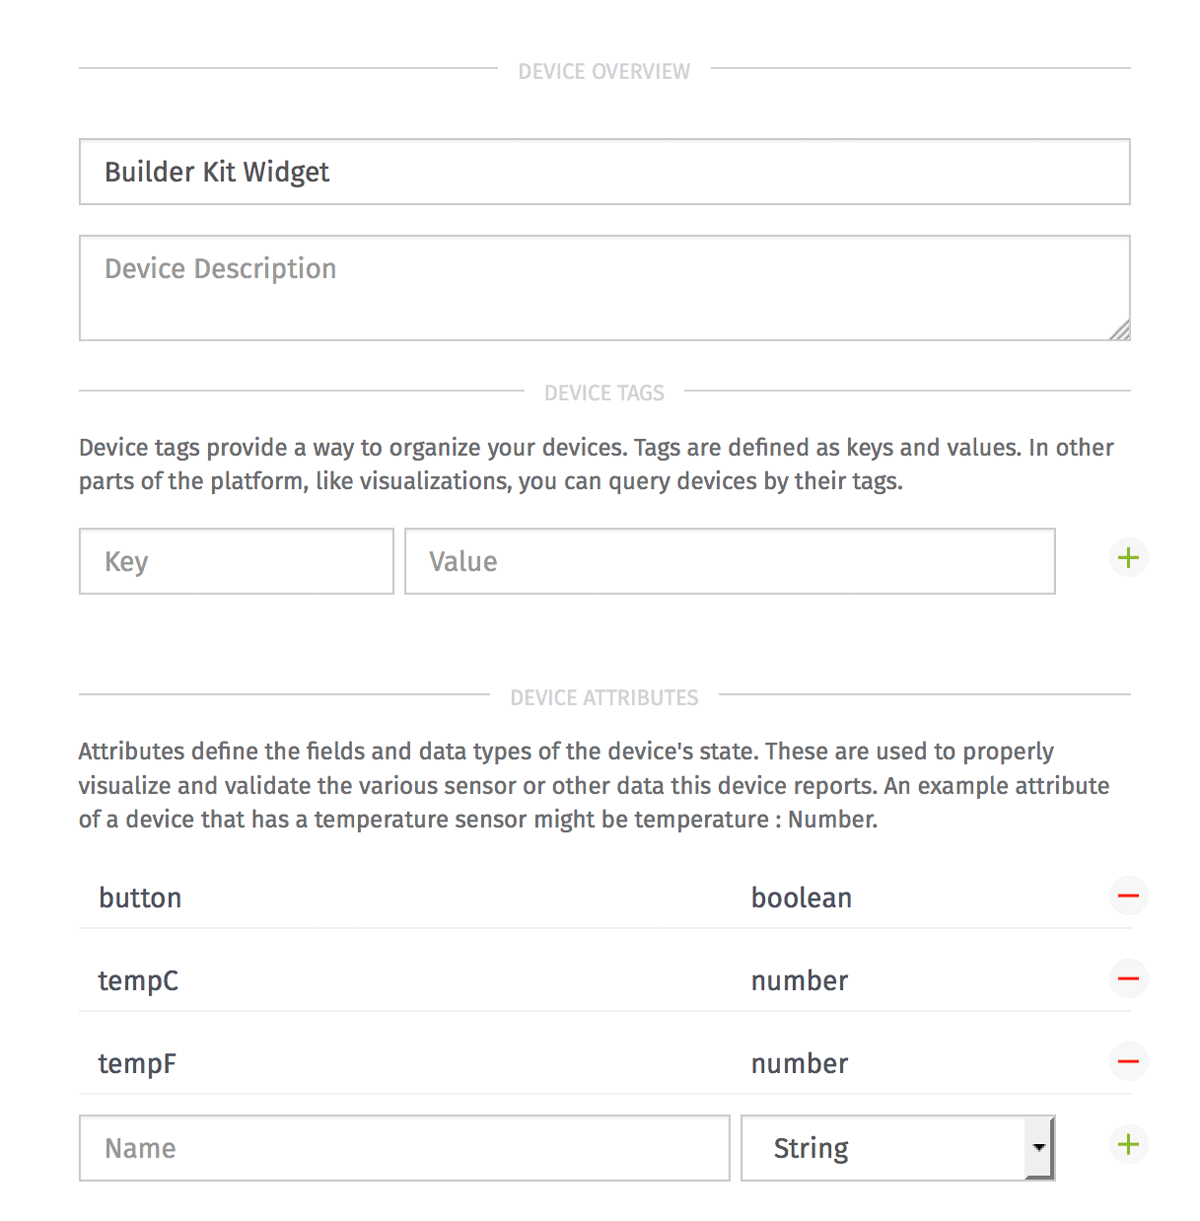 DEVICE OVERVIEW
Builder Kit Widget
Device Description
DEVICE TAGS
Device tags provide a way to organize your devices. Tags are defined as keys and values. In other
parts of the platform, like visualizations, you can query devices by their tags.
Key Value
DEVICE ATTRIBUTES
Attributes define the fields and data types of the device's state. These are used to properly
visualize and validate the various sensor or other data this device reports. An example attribute
of a device that has a temperature sensor might be temperature : Number.
button boolean
tempC number
tempF number
Name String